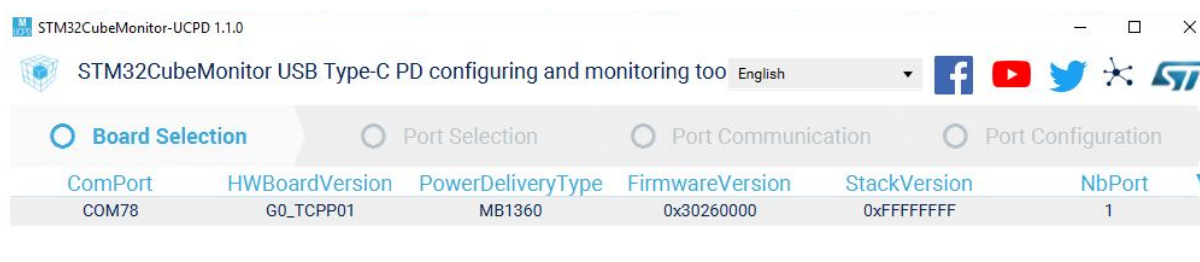 STM32CubeMonitor-UCPD 1.1.0
STM32CubeMonitor USB Type-C PD configuring and monitoring too English
Board Selection Port Selection Port Communication Port Configuration
ComPort HWBoardVersion PowerDeliveryType FirmwareVersion StackVersion NbPort
COM78 G0_TCPP01 MB1360 0x30260000 0xFFFFFFFF 1